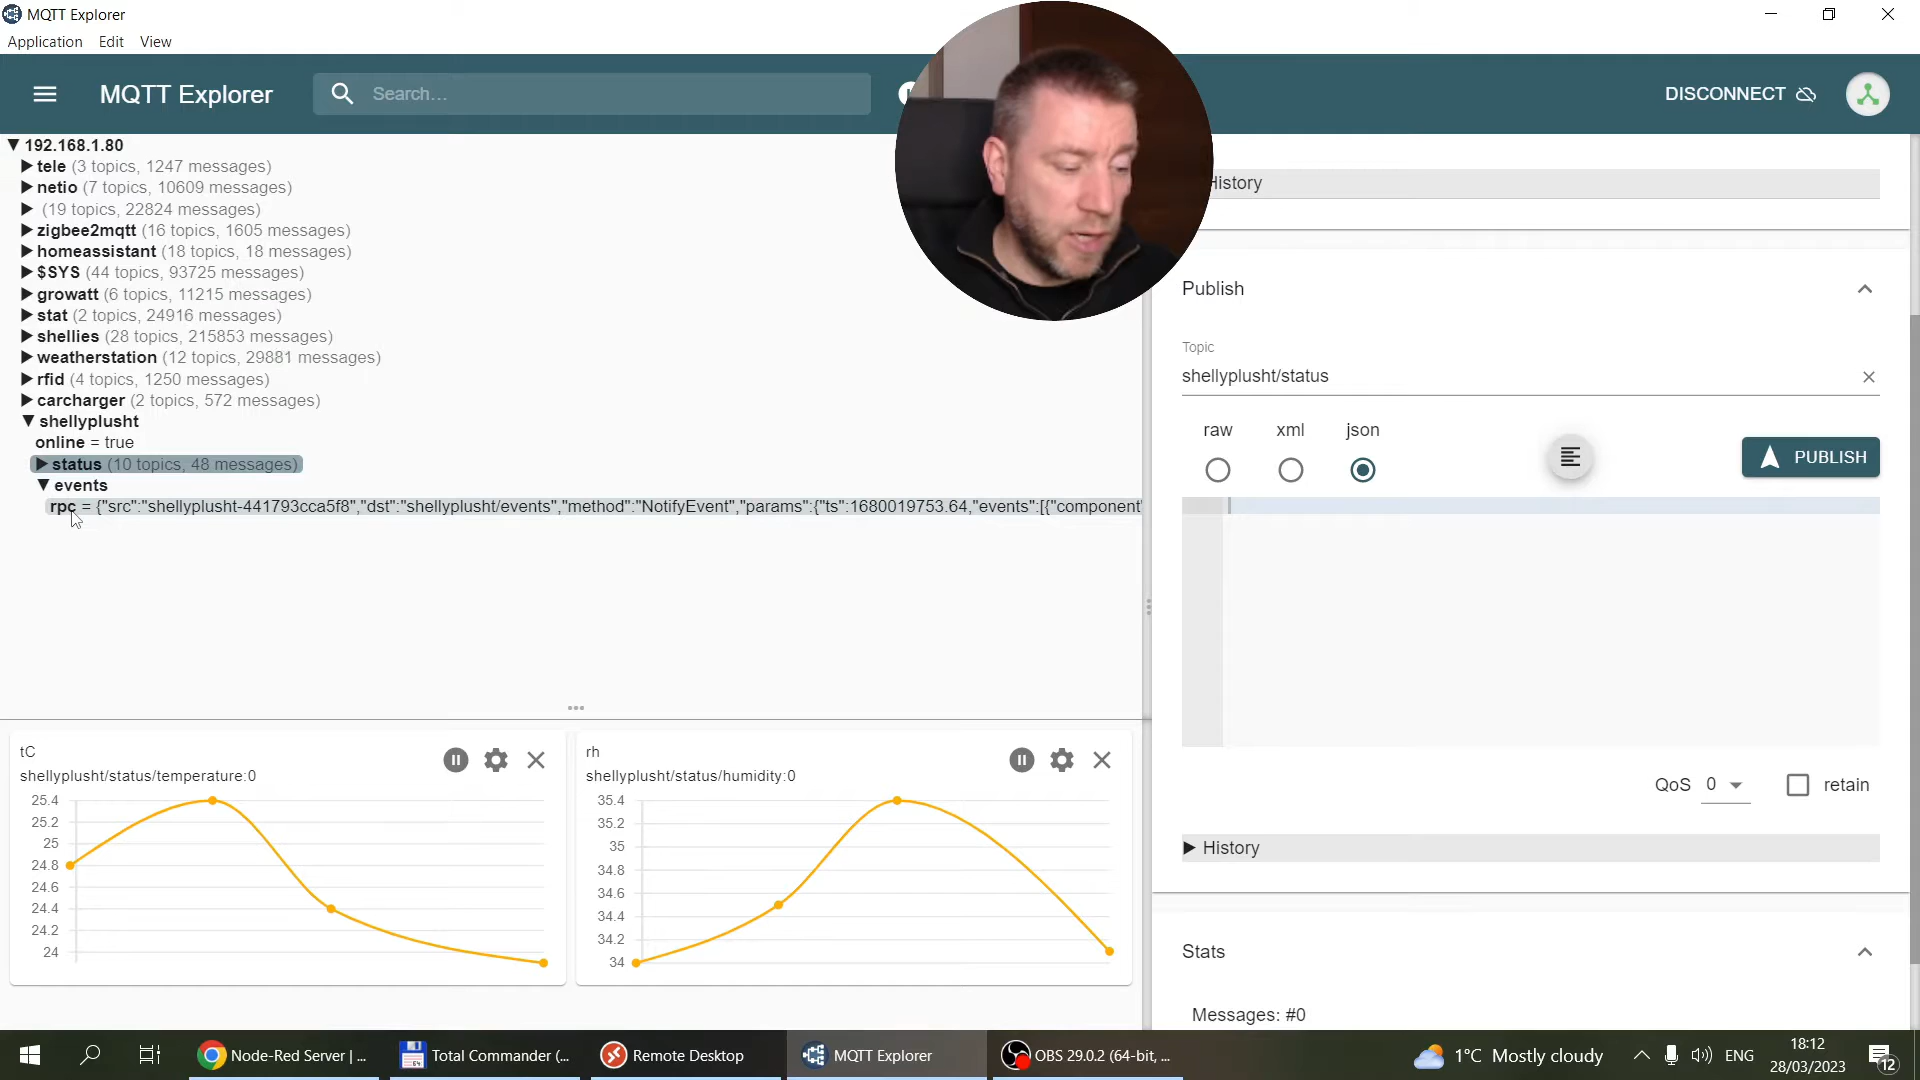 MQTT Explorer
Application Edit View
MQTT Explorer
Search...
DISCONNECT
▼ 192.168.1.80
▶ tele (3 topics, 1247 messages)
▶ netio (7 topics, 10609 messages)
▶ (19 topics, 22824 messages)
▶ zigbee2mqtt (16 topics, 1605 messages)
▶ homeassistant (18 topics, 18 messages)
▶ $SYS (44 topics, 93725 messages)
▶ growatt (6 topics, 11215 messages)
▶ stat (2 topics, 24916 messages)
▶ shellies (28 topics, 215853 messages)
▶ weatherstation (12 topics, 29881 messages)
▶ rfid (4 topics, 1250 messages)
▶ carcharger (2 topics, 572 messages)
▼ shellyplusht
online = true
▶ status (10 topics, 48 messages)
▼ events
rpc = {"src":"shellyplusht-441793cca5f8","dst":"shellyplusht/events","method":"NotifyEvent","params":{"ts":1680019753.64,"events":[{"component"
History
Publish
Topic
shellyplusht/status
raw xml json
PUBLISH
QoS 0 retain
▶ History
Stats
Messages: #0
tC
shellyplusht/status/temperature:0
25.4
25.2
25
24.8
24.6
24.4
24.2
24
rh
shellyplusht/status/humidity:0
35.4
35.2
35
34.8
34.6
34.4
34.2
34
Node-Red Server | ...
Total Commander (...
Remote Desktop
MQTT Explorer
OBS 29.0.2 (64-bit, ...
1°C Mostly cloudy
ENG
18:12
28/03/2023
12